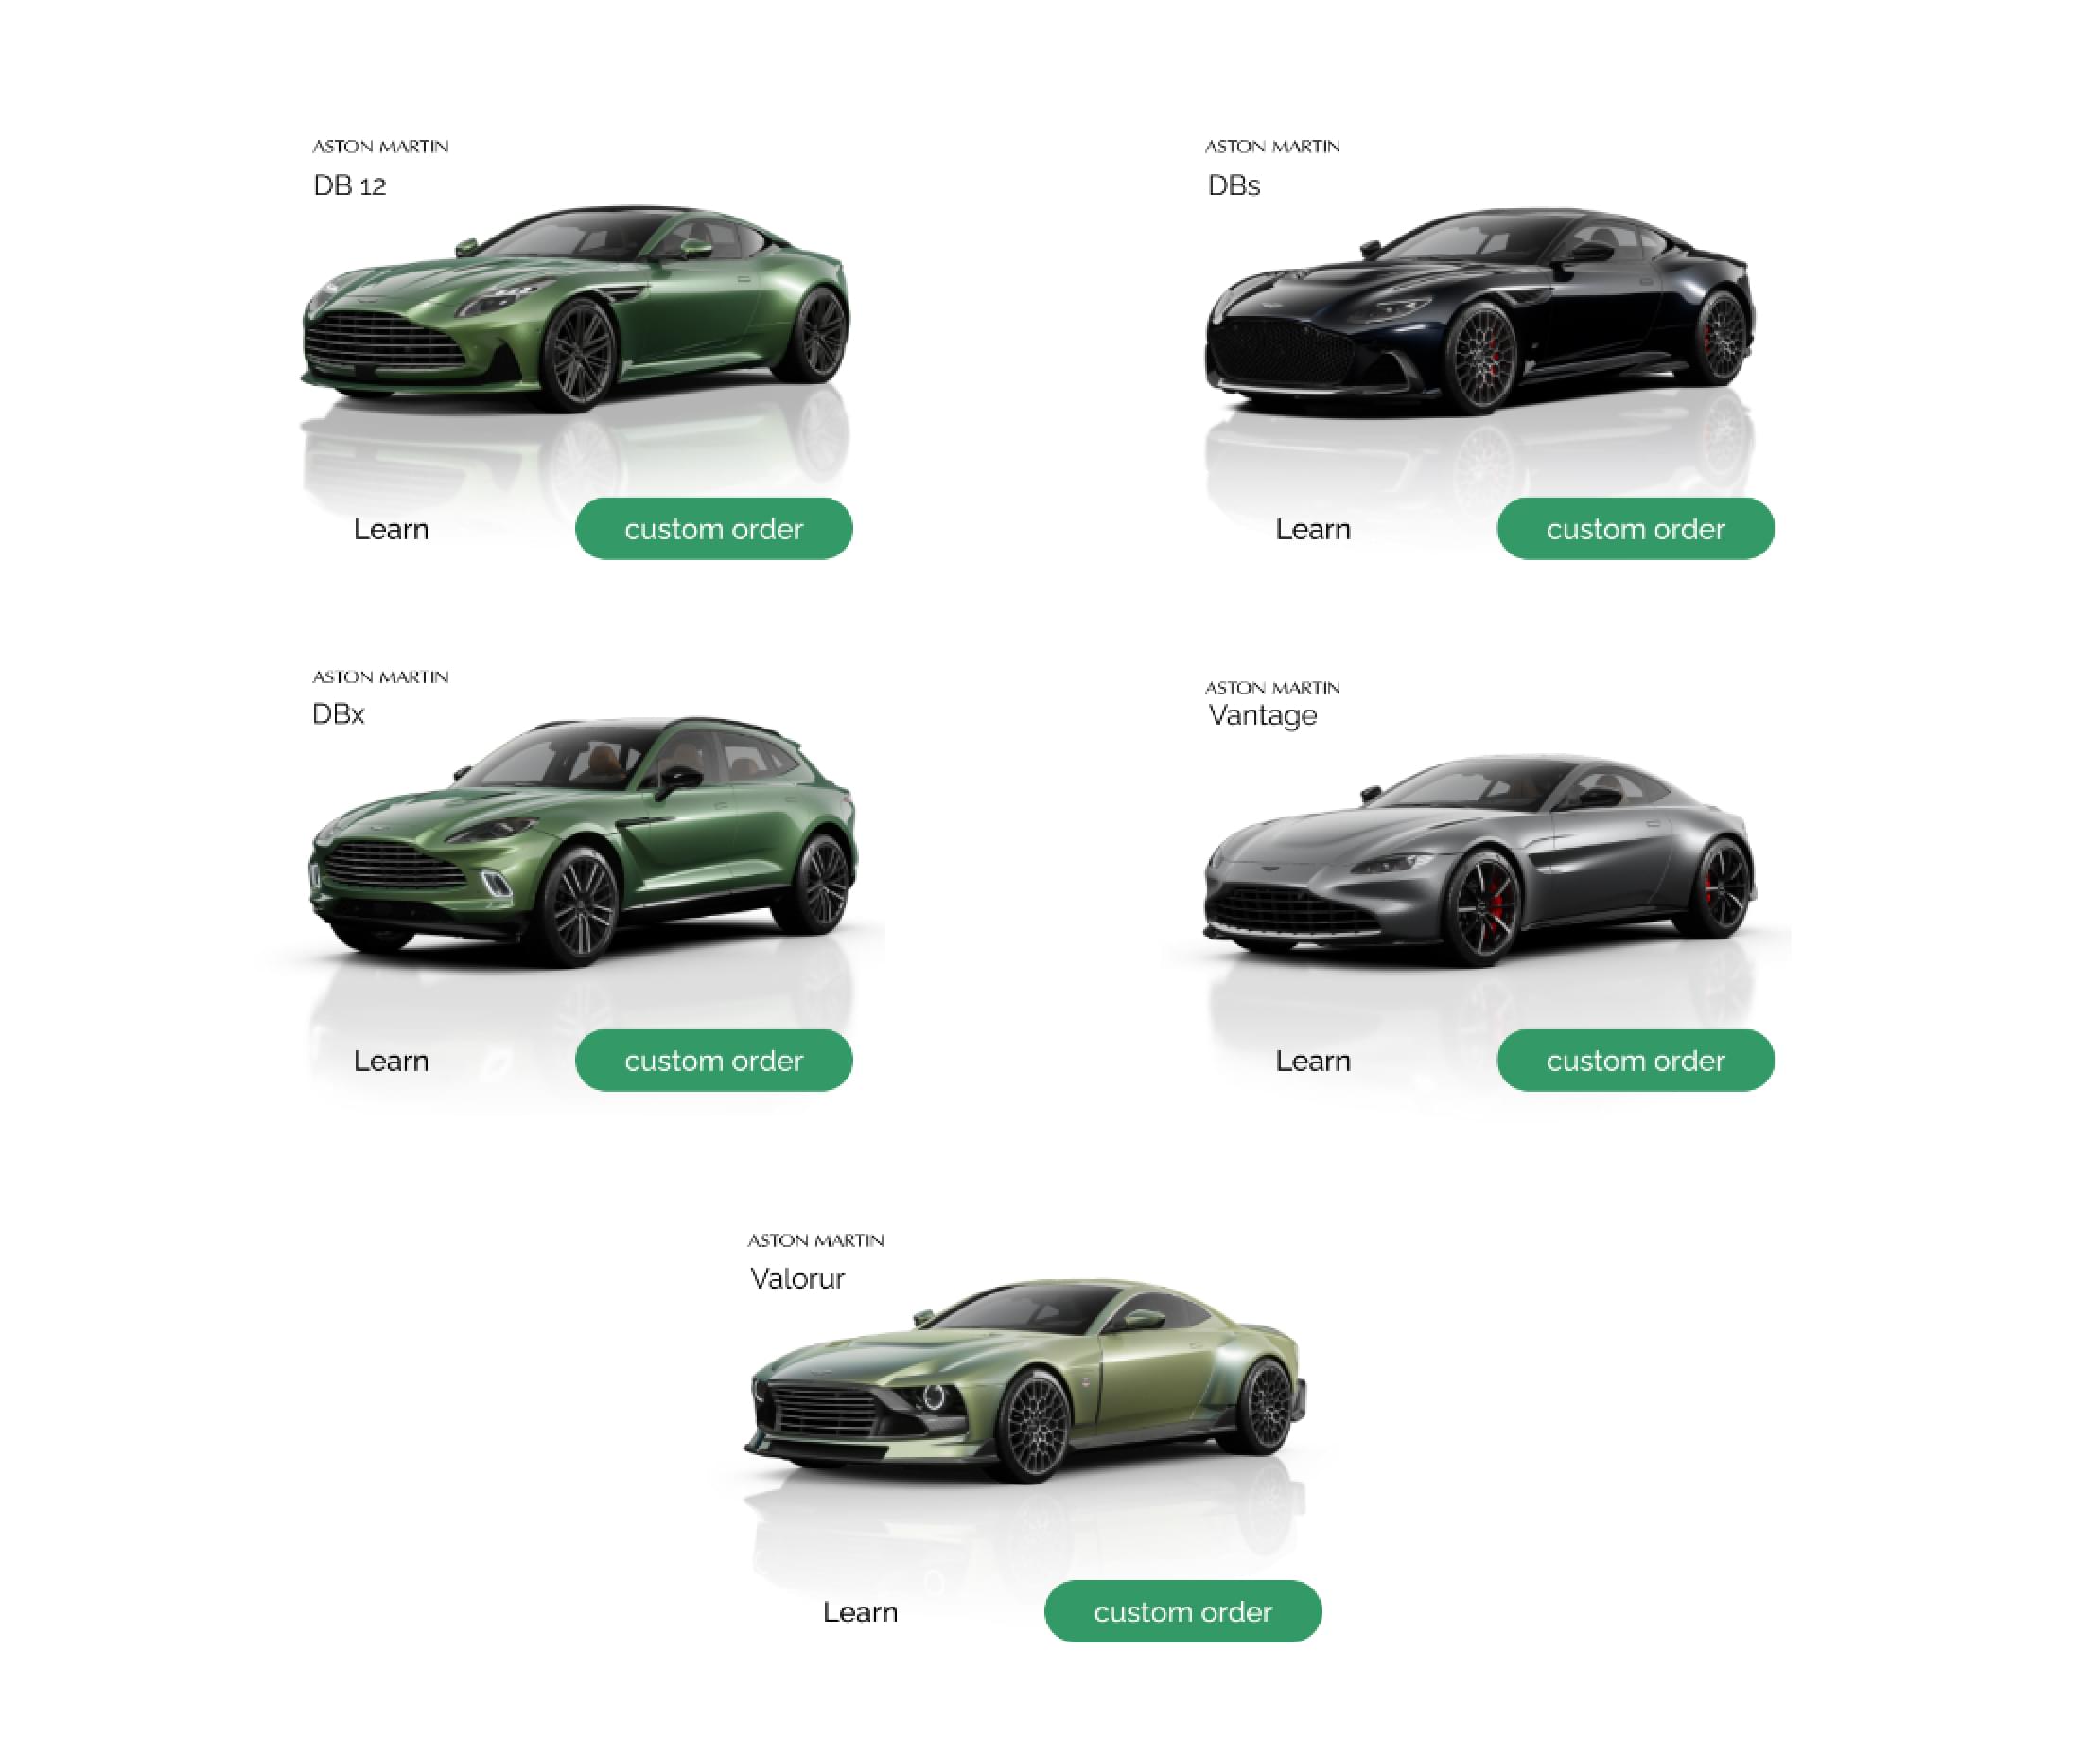 ASTON MARTIN
DB 12
Learn
custom order
ASTON MARTIN
DBs
Learn
custom order
ASTON MARTIN
DBx
Learn
custom order
ASTON MARTIN
Vantage
Learn
custom order
ASTON MARTIN
Valorur
Learn
custom order